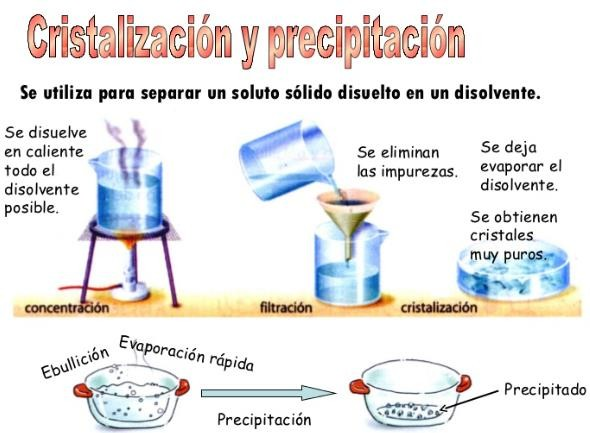 Cristalización y precipitación
Se utiliza para separar un soluto sólido disuelto en un disolvente.
Se disuelve
en caliente
todo el
disolvente
posible.
Se eliminan
las impurezas.
Se deja
evaporar el
disolvente.
Se obtienen
cristales
muy puros.
concentración
filtración
cristalización
Ebullición
Evaporación rápida
Precipitación
Precipitado